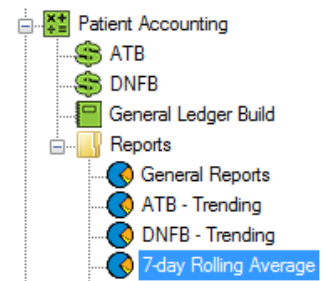 Patient Accounting
ATB
DNFB
General Ledger Build
Reports
General Reports
ATB - Trending
DNFB - Trending
7-day Rolling Average